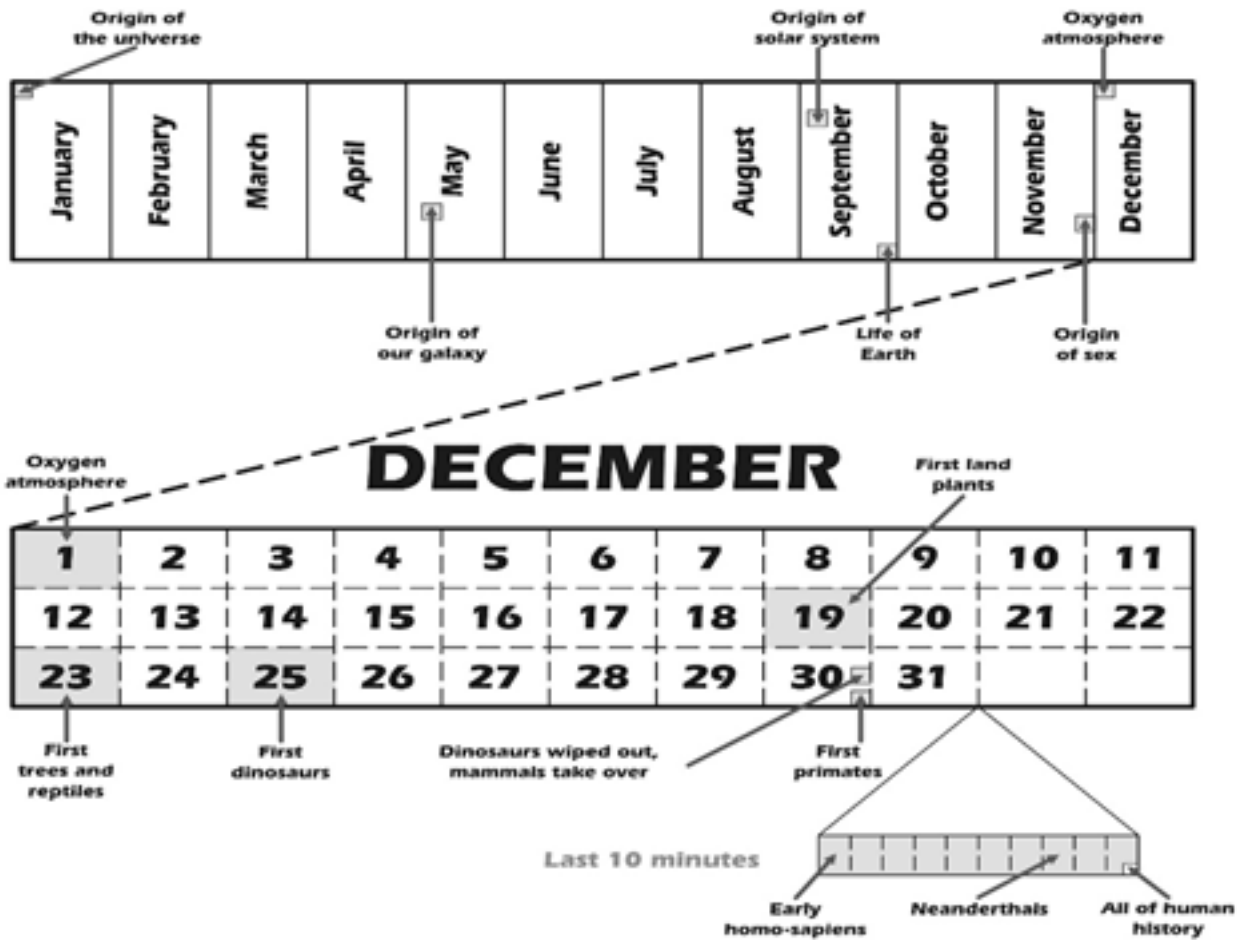 Origin of
the universe
Origin of
solar system
Oxygen
atmosphere
January
February
March
April
May
June
July
August
September
October
November
December
Origin of
our galaxy
Life of
Earth
Origin
of sex
DECEMBER
Oxygen
atmosphere
First land
plants
1 2 3 4 5 6 7 8 9 10 11
12 13 14 15 16 17 18 19 20 21 22
23 24 25 26 27 28 29 30 31
First
trees and
reptiles
First
dinosaurs
Dinosaurs wiped out,
mammals take over
First
primates
Last 10 minutes
Early
homo-sapiens
Neanderthals
All of human
history